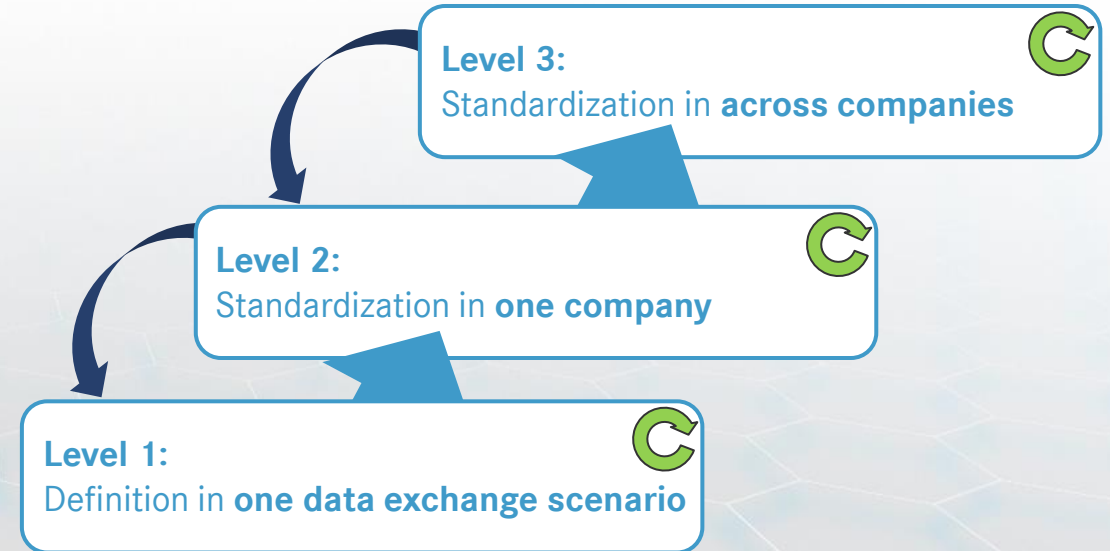 Level 3:
Standardization in across companies
Level 2:
Standardization in one company
Level 1:
Definition in one data exchange scenario